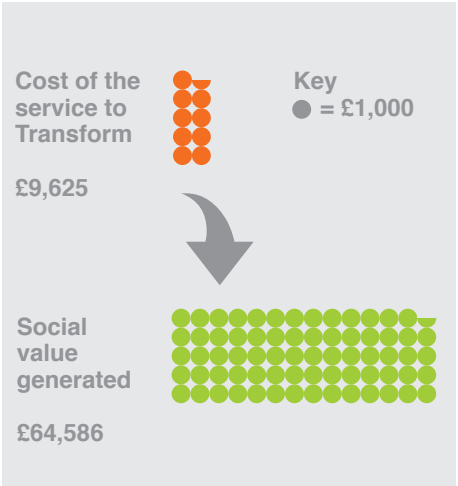 Cost of the
service to
Transform
£9,625
Key
= £1,000
Social
value
generated
£64,586